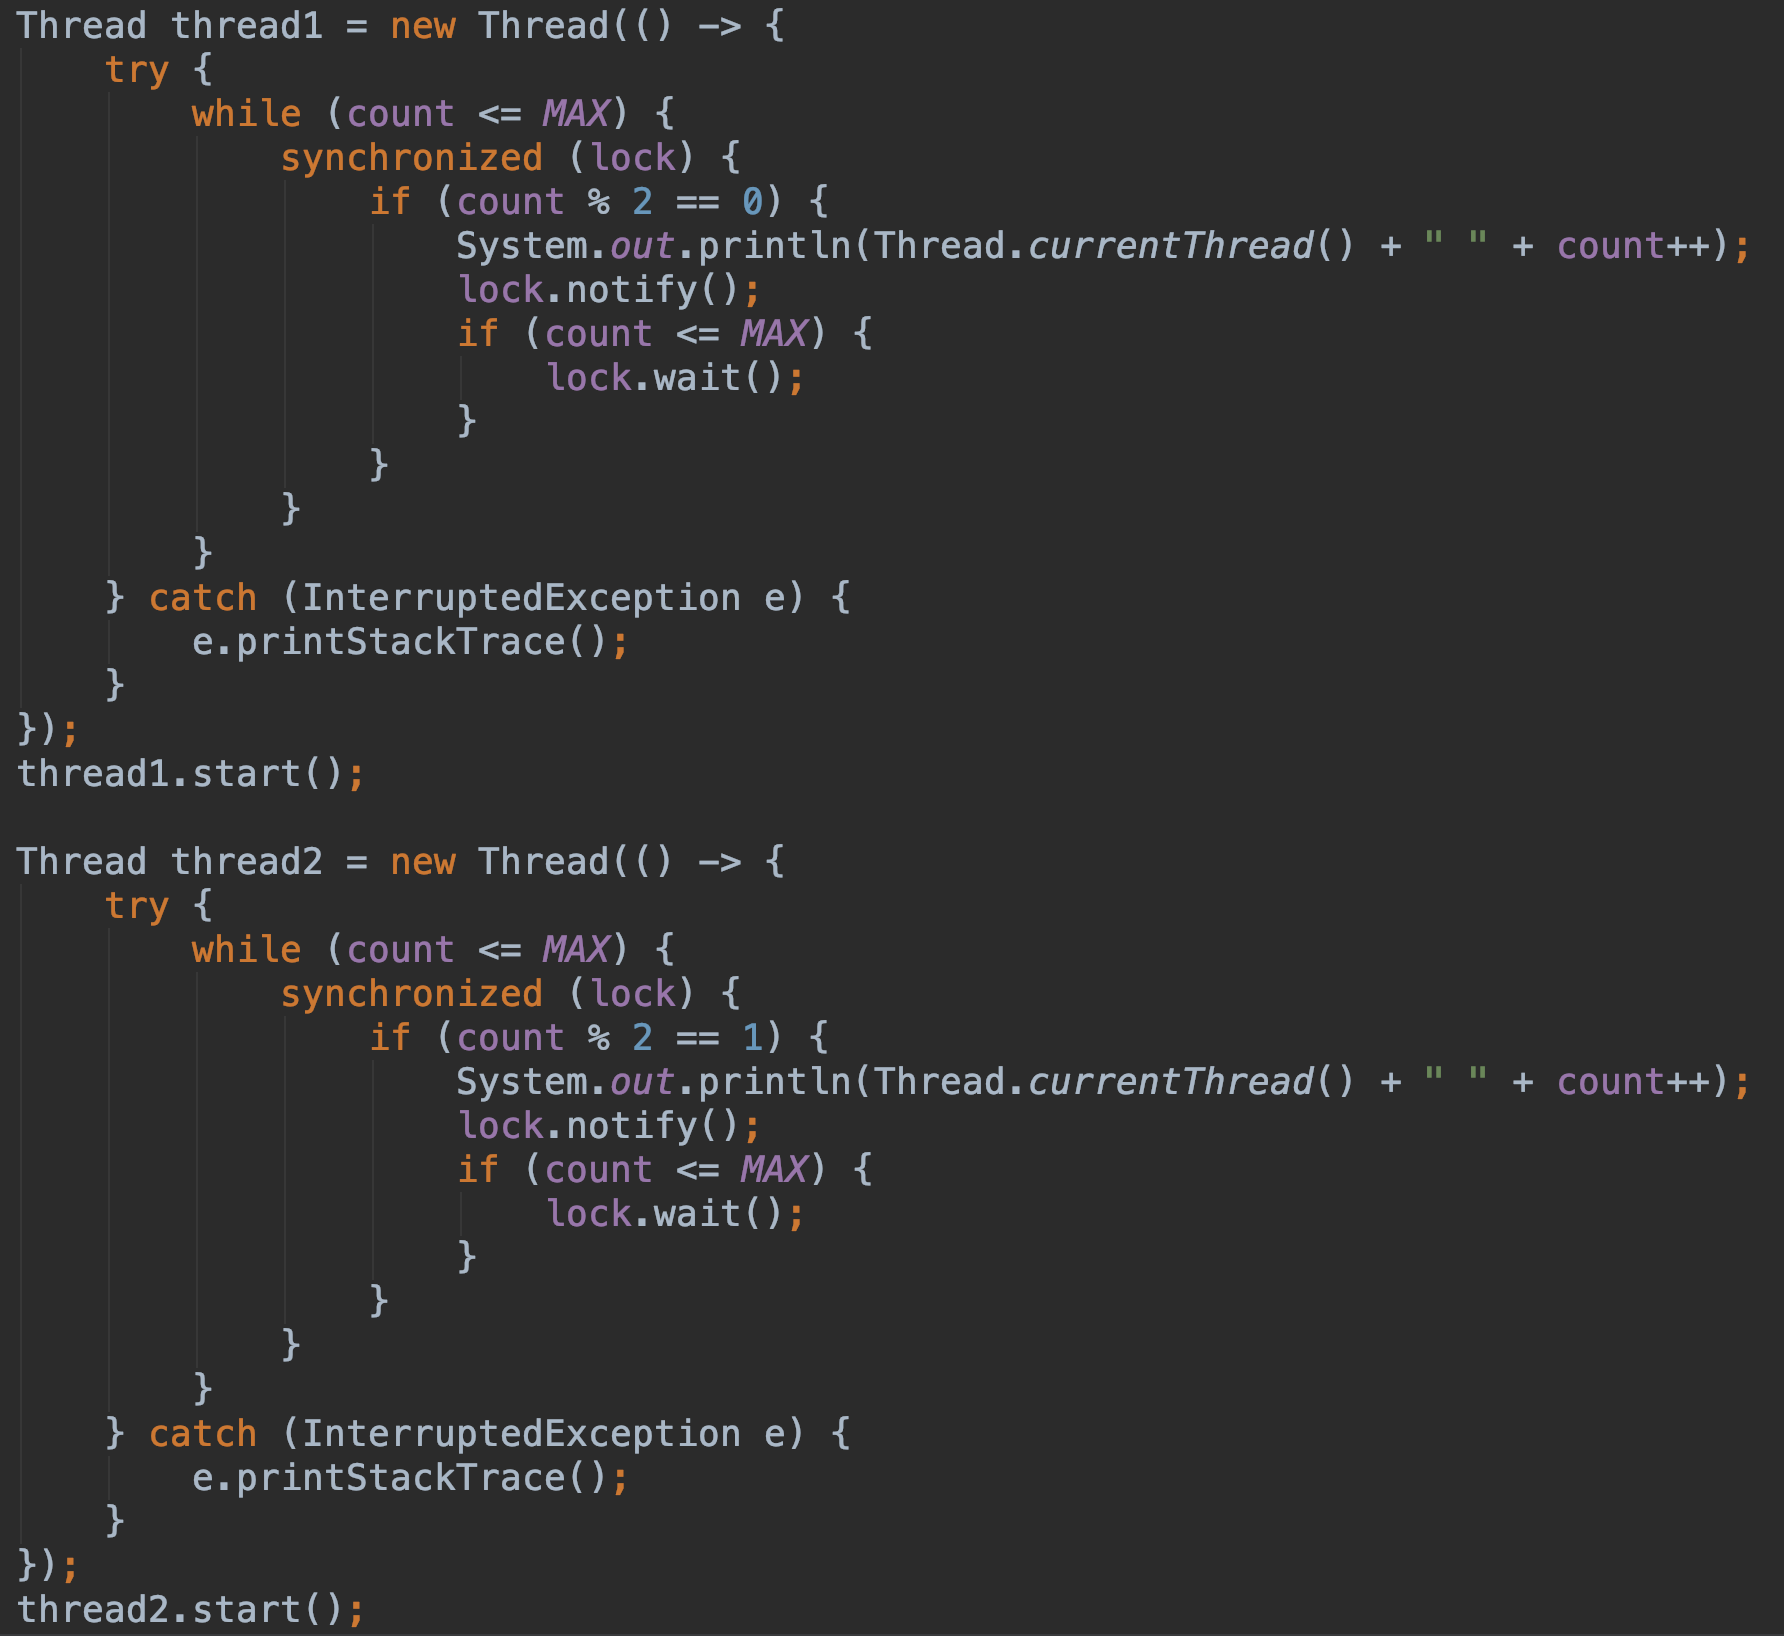 Thread thread1 = new Thread(() -> {
    try {
        while (count <= MAX) {
            synchronized (lock) {
                if (count % 2 == 0) {
                    System.out.println(Thread.currentThread() + " " + count++);
                    lock.notify();
                    if (count <= MAX) {
                        lock.wait();
                    }
                }
            }
        }
    } catch (InterruptedException e) {
        e.printStackTrace();
    }
});
thread1.start();

Thread thread2 = new Thread(() -> {
    try {
        while (count <= MAX) {
            synchronized (lock) {
                if (count % 2 == 1) {
                    System.out.println(Thread.currentThread() + " " + count++);
                    lock.notify();
                    if (count <= MAX) {
                        lock.wait();
                    }
                }
            }
        }
    } catch (InterruptedException e) {
        e.printStackTrace();
    }
});
thread2.start();